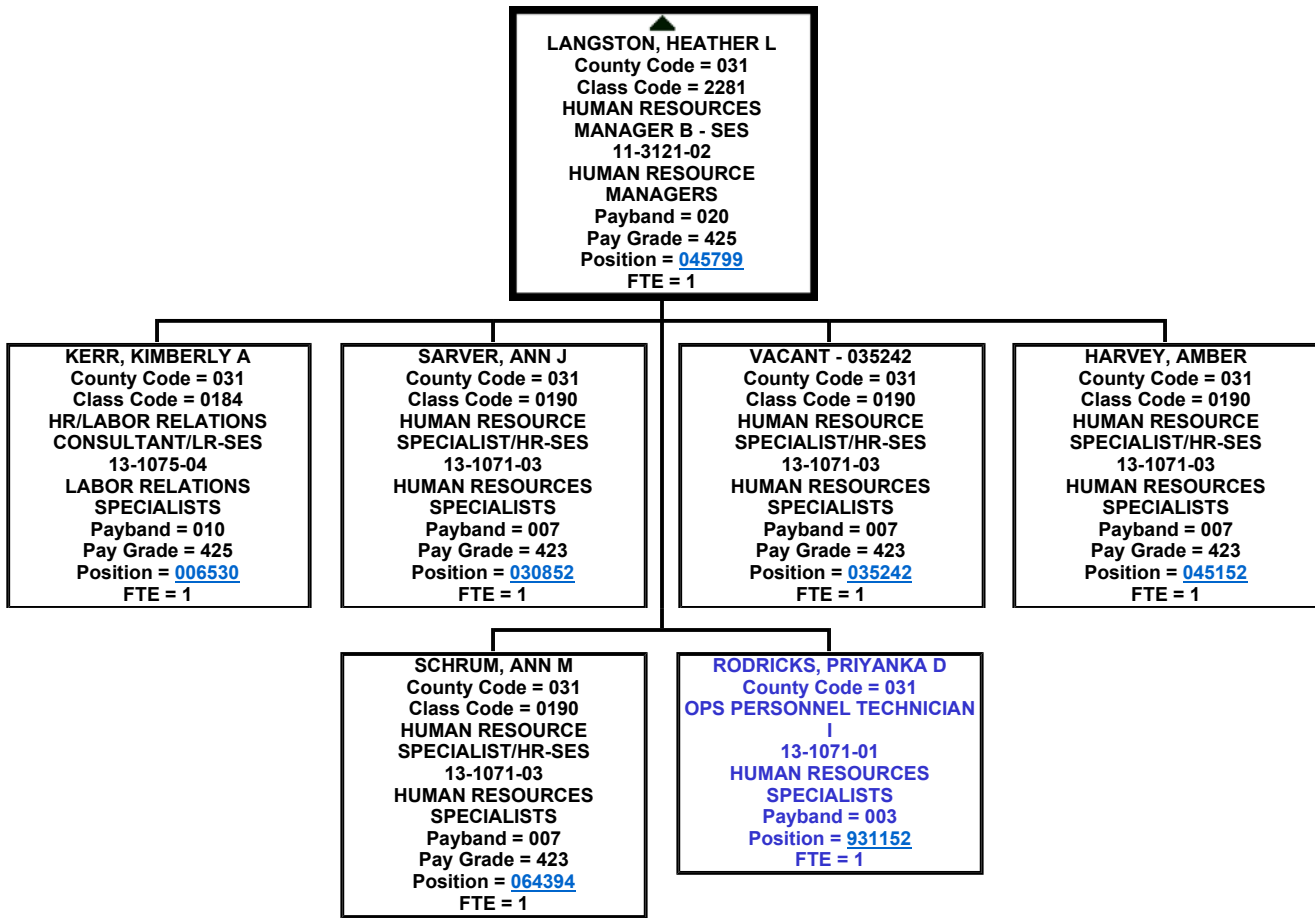 LANGSTON, HEATHER L
County Code = 031
Class Code = 2281
HUMAN RESOURCES
MANAGER B - SES
11-3121-02
HUMAN RESOURCE
MANAGERS
Payband = 020
Pay Grade = 425
Position = 045799
FTE = 1
KERR, KIMBERLY A
County Code = 031
Class Code = 0184
HR/LABOR RELATIONS
CONSULTANT/LR-SES
13-1075-04
LABOR RELATIONS
SPECIALISTS
Payband = 010
Pay Grade = 425
Position = 006530
FTE = 1
SARVER, ANN J
County Code = 031
Class Code = 0190
HUMAN RESOURCE
SPECIALIST/HR-SES
13-1071-03
HUMAN RESOURCES
SPECIALISTS
Payband = 007
Pay Grade = 423
Position = 030852
FTE = 1
VACANT - 035242
County Code = 031
Class Code = 0190
HUMAN RESOURCE
SPECIALIST/HR-SES
13-1071-03
HUMAN RESOURCES
SPECIALISTS
Payband = 007
Pay Grade = 423
Position = 035242
FTE = 1
HARVEY, AMBER
County Code = 031
Class Code = 0190
HUMAN RESOURCE
SPECIALIST/HR-SES
13-1071-03
HUMAN RESOURCES
SPECIALISTS
Payband = 007
Pay Grade = 423
Position = 045152
FTE = 1
SCHRUM, ANN M
County Code = 031
Class Code = 0190
HUMAN RESOURCE
SPECIALIST/HR-SES
13-1071-03
HUMAN RESOURCES
SPECIALISTS
Payband = 007
Pay Grade = 423
Position = 064394
FTE = 1
RODRICKS, PRIYANKA D
County Code = 031
OPS PERSONNEL TECHNICIAN
I
13-1071-01
HUMAN RESOURCES
SPECIALISTS
Payband = 003
Position = 931152
FTE = 1